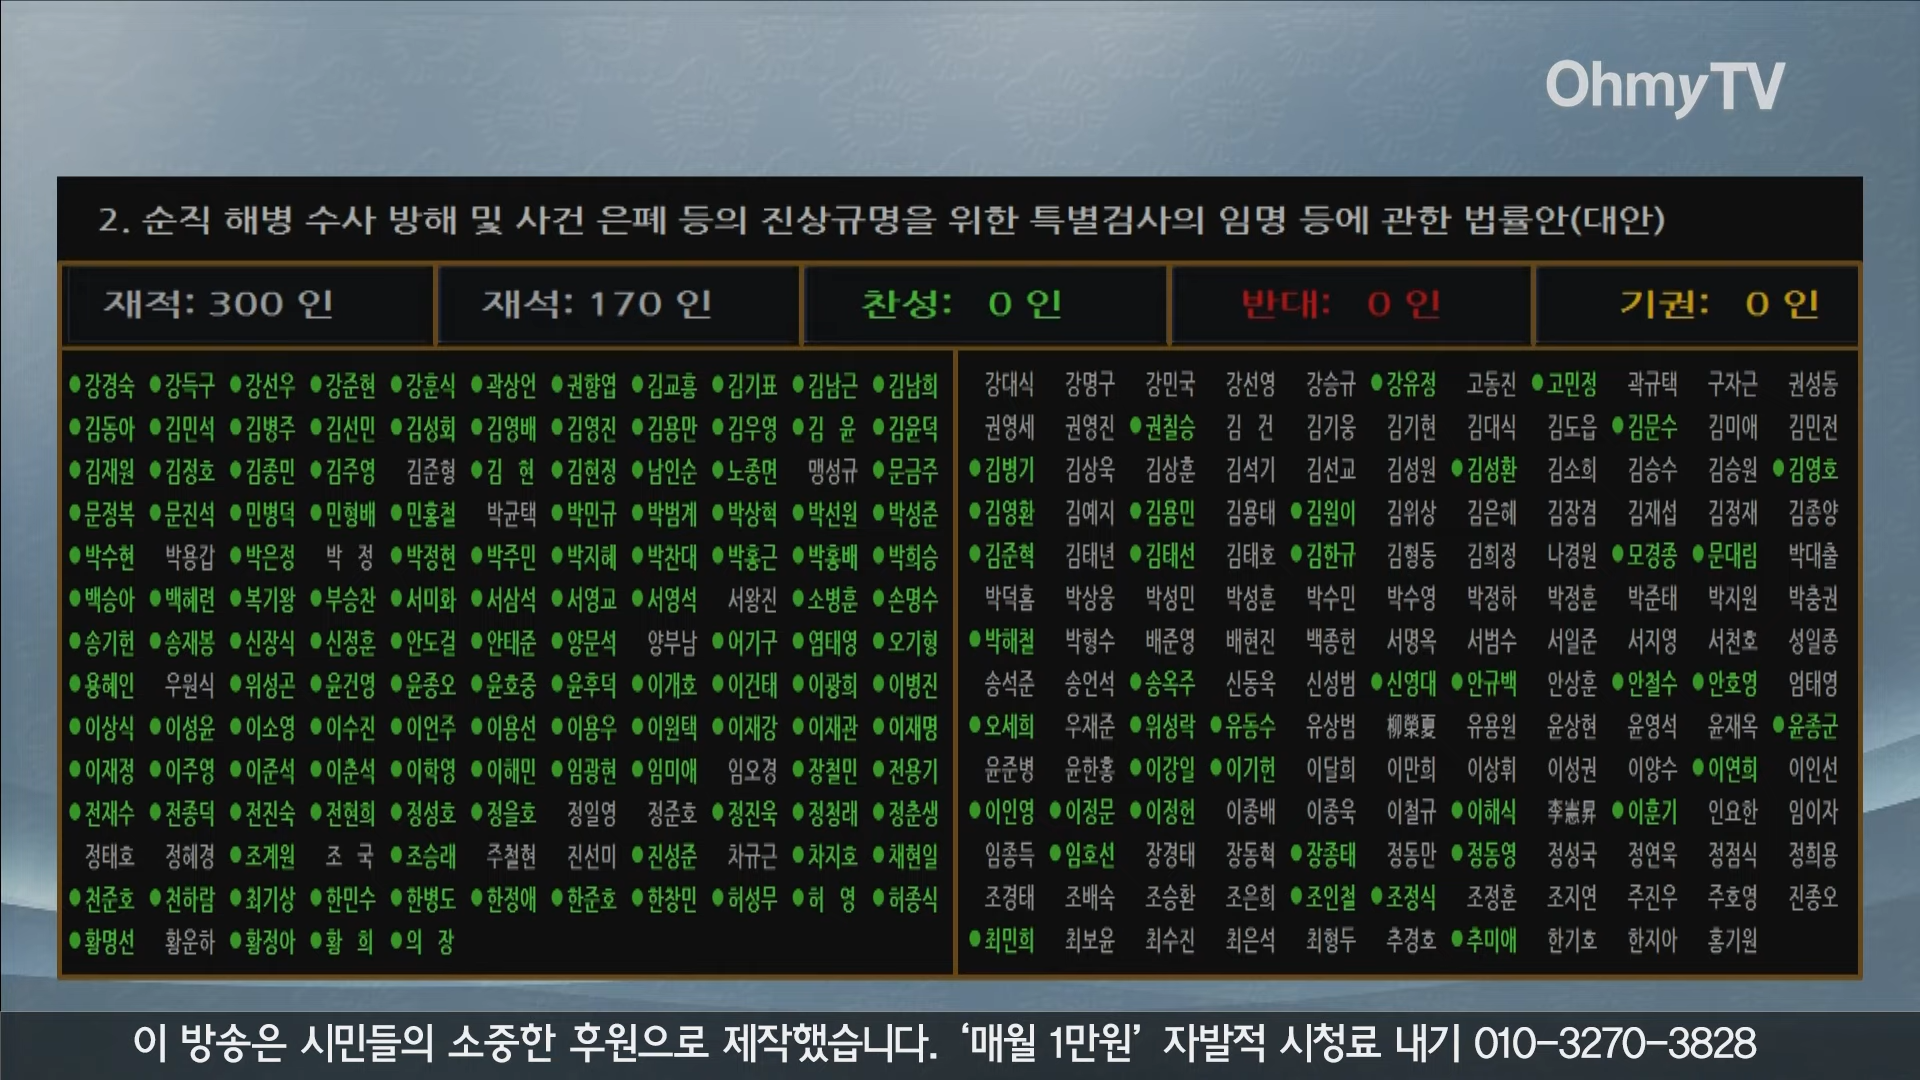 OhmyTV
2. 순직 해병 수사 방해 및 사건 은폐 등의 진상규명을 위한 특별검사의 임명 등에 관한 법률안(대안)
재적: 300 인 재석: 170 인 찬성: 0 인 반대: 0 인 기권: 0 인
강경숙 강득구 강선우 강준현 강훈식 곽상언 권향엽 김교흥 김기표 김남근 김남희
김동아 김민석 김병주 김선민 김성회 김영배 김영진 김용만 김우영 김 윤 김윤덕
김재원 김정호 김종민 김주영 김준형 김 현 김현정 남인순 노종면 맹성규 문금주
문정복 문진석 민병덕 민형배 민홍철 박균택 박민규 박범계 박상혁 박선원 박성준
박수현 박용갑 박은정 박 정 박정현 박주민 박지혜 박찬대 박홍근 박홍배 박희승
백승아 백혜련 복기왕 부승찬 서미화 서삼석 서영교 서영석 서왕진 소병훈 손명수
송기헌 송재봉 신장식 신정훈 안도걸 안태준 양문석 양부남 어기구 염태영 오기형
용혜인 우원식 위성곤 윤건영 윤종오 윤호중 윤후덕 이개호 이건태 이광희 이병진
이상식 이성윤 이소영 이수진 이언주 이용선 이용우 이원택 이재강 이재관 이재명
이재정 이주영 이준석 이춘석 이학영 이해민 임광현 임미애 임오경 장철민 전용기
전재수 전종덕 전진숙 전현희 정성호 정을호 정일영 정준호 정진욱 정청래 정춘생
정태호 정혜경 조계원 조 국 조승래 주철현 진선미 진성준 차규근 차지호 채현일
천준호 천하람 최기상 한민수 한병도 한정애 한준호 한창민 허성무 허 영 허종식
황명선 황운하 황정아 황 희 의 장
강대식 강명구 강민국 강선영 강승규 강유정 고동진 고민정 곽규택 구자근 권성동
권영세 권영진 권칠승 김 건 김기웅 김기현 김대식 김도읍 김문수 김미애 김민전
김병기 김상욱 김상훈 김석기 김선교 김성원 김성환 김소희 김승수 김승원 김영호
김영환 김예지 김용민 김용태 김원이 김위상 김은혜 김장겸 김재섭 김정재 김종양
김준혁 김태년 김태선 김태호 김한규 김형동 김희정 나경원 모경종 문대림 박대출
박덕흠 박상웅 박성민 박성훈 박수민 박수영 박정하 박정훈 박준태 박지원 박충권
박해철 박형수 배준영 배현진 백종헌 서명옥 서범수 서일준 서지영 서천호 성일종
송석준 송언석 송옥주 신동욱 신성범 신영대 안규백 안상훈 안철수 안호영 엄태영
오세희 우재준 위성락 유동수 유상범 柳榮夏 유용원 윤상현 윤영석 윤재옥 윤종군
윤준병 윤한홍 이강일 이기헌 이달희 이만희 이상휘 이성권 이양수 이연희 이인선
이인영 이정문 이정헌 이종배 이종욱 이철규 이해식 李憲昇 이훈기 인요한 임이자
임종득 임호선 장경태 장동혁 장종태 정동만 정동영 정성국 정연욱 정점식 정희용
조경태 조배숙 조승환 조은희 조인철 조정식 조정훈 조지연 주진우 주호영 진종오
최민희 최보윤 최수진 최은석 최형두 추경호 추미애 한기호 한지아 홍기원
이 방송은 시민들의 소중한 후원으로 제작했습니다. ‘매월 1만원’ 자발적 시청료 내기 010-3270-3828